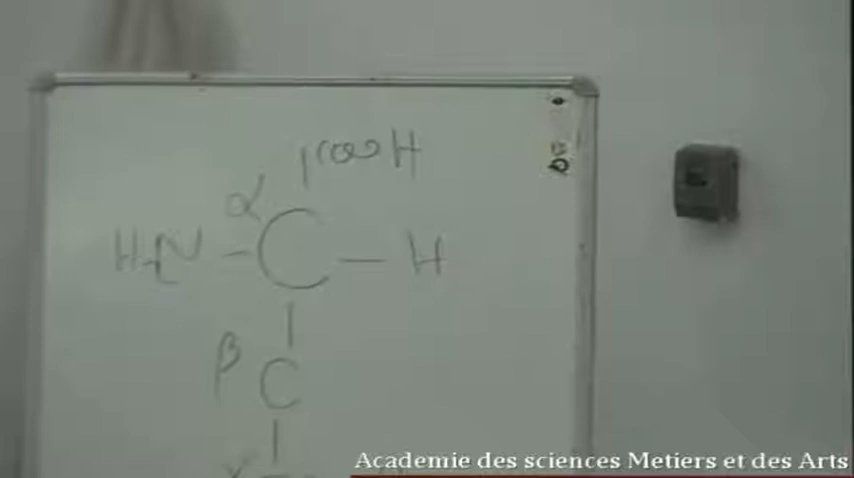 COOH
α
H2N - C - H
β
C
Academie des sciences Metiers et des Arts